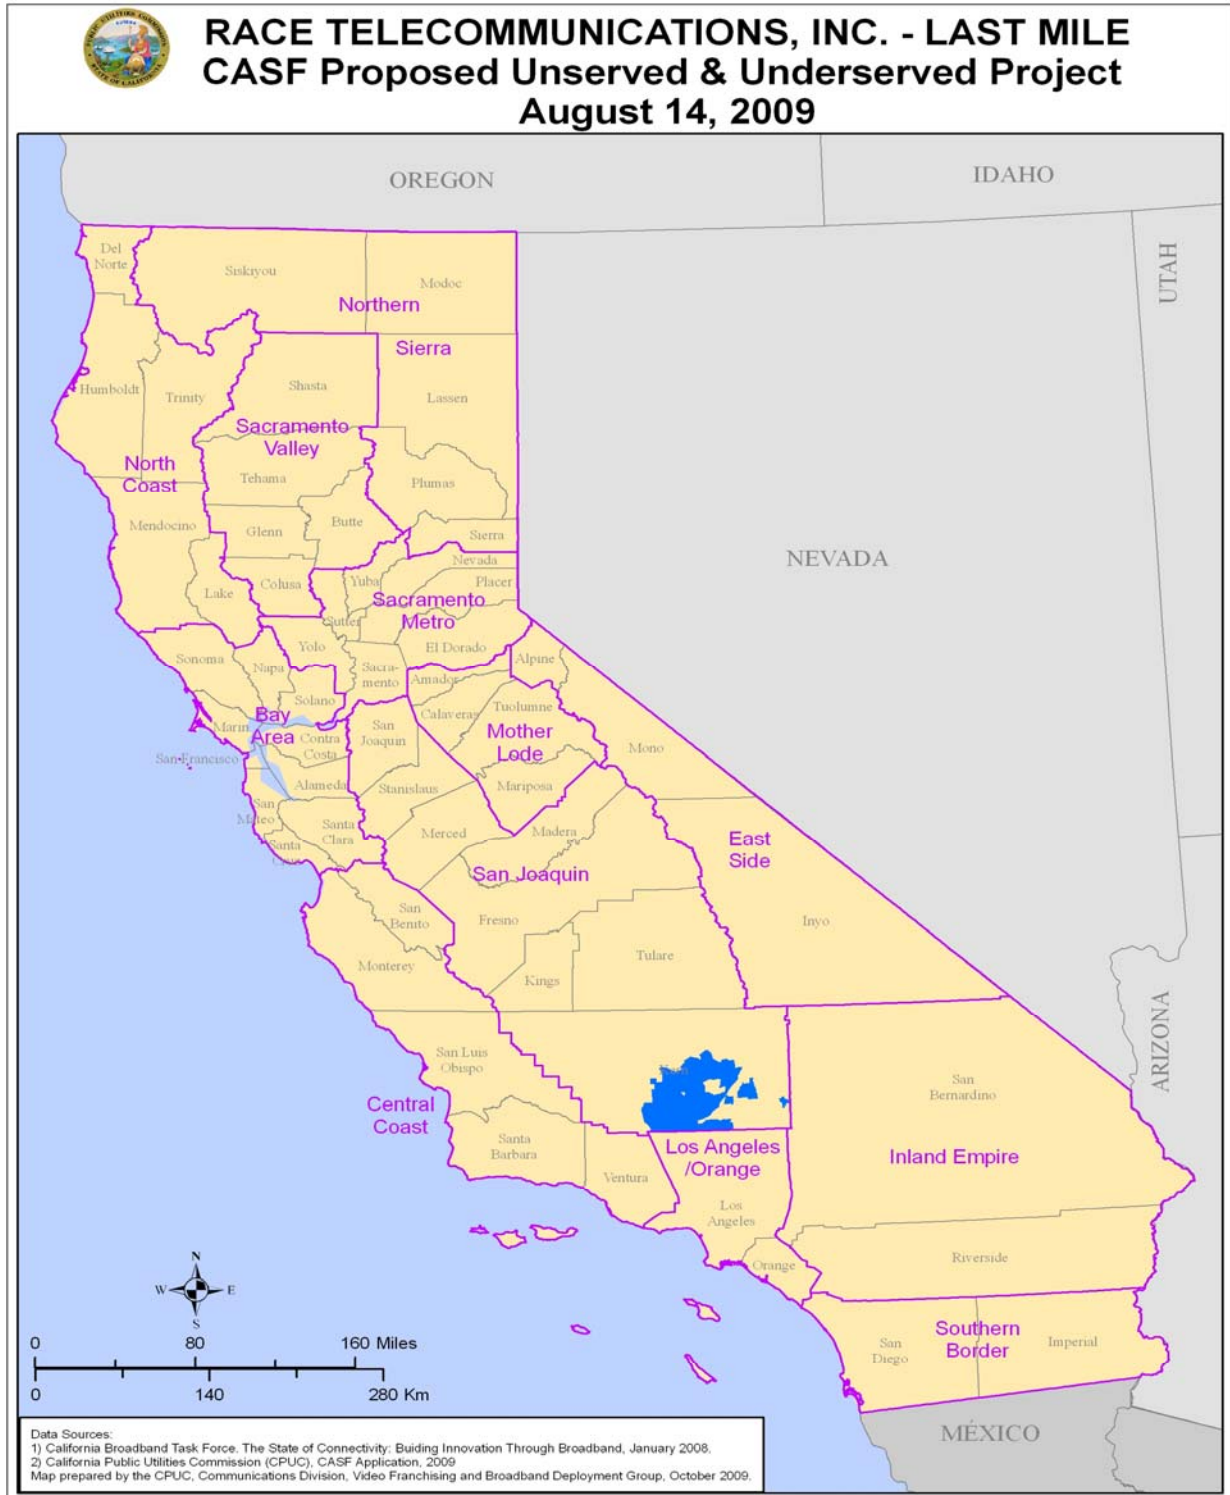 RACE TELECOMMUNICATIONS, INC. - LAST MILE
CASF Proposed Unserved & Underserved Project
August 14, 2009
OREGON
IDAHO
UTAH
NEVADA
ARIZONA
MÉXICO
Del
Norte
Siskiyou
Modoc
Northern
Sierra
Humboldt
Trinity
Shasta
Lassen
Sacramento
Valley
North
Coast
Tehama
Plumas
Mendocino
Glenn
Butte
Sierra
Nevada
Lake
Colusa
Yuba
Placer
Sacramento
Metro
Sutter
Yolo
El Dorado
Sonoma
Napa
Sacra-
mento
Alpine
Amador
Solano
Calaveras
Tuolumne
Marin
Bay
Area
Contra
Costa
San
Joaquin
Mother
Lode
Mono
San Francisco
Alameda
Stanislaus
Mariposa
San
Mateo
Santa
Clara
Merced
Madera
East
Side
Santa
Cruz
San Joaquin
San
Benito
Fresno
Inyo
Monterey
Kings
Tulare
San Luis
Obispo
Kern
San
Bernardino
Central
Coast
Santa
Barbara
Ventura
Los Angeles
/Orange
Inland Empire
Los
Angeles
Orange
Riverside
San
Diego
Southern
Border
Imperial
N
W
E
S
0 80 160 Miles
0 140 280 Km
Data Sources:
1) California Broadband Task Force. The State of Connectivity: Buiding Innovation Through Broadband, January 2008.
2) California Public Utilities Commission (CPUC), CASF Application, 2009
Map prepared by the CPUC, Communications Division, Video Franchising and Broadband Deployment Group, October 2009.